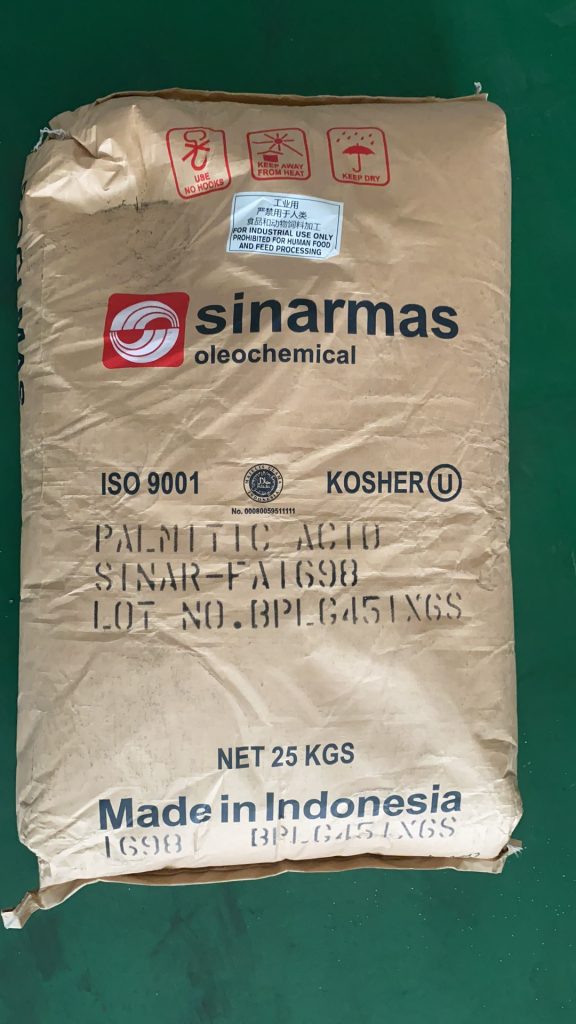 USE
NO HOOKS
KEEP AWAY
FROM HEAT
KEEP DRY
工业用
严禁用于人类
食品和动物饲料加工
FOR INDUSTRIAL USE ONLY
PROHIBITED FOR HUMAN FOOD
AND FEED PROCESSING
sinarmas
oleochemical
ISO 9001
KOSHER U
No. 00080059511111
PALMITIC ACID
SINAR-FA1698
LOT NO.BPLG451XGS
NET 25 KGS
Made in Indonesia
1698 BPLG451XGS